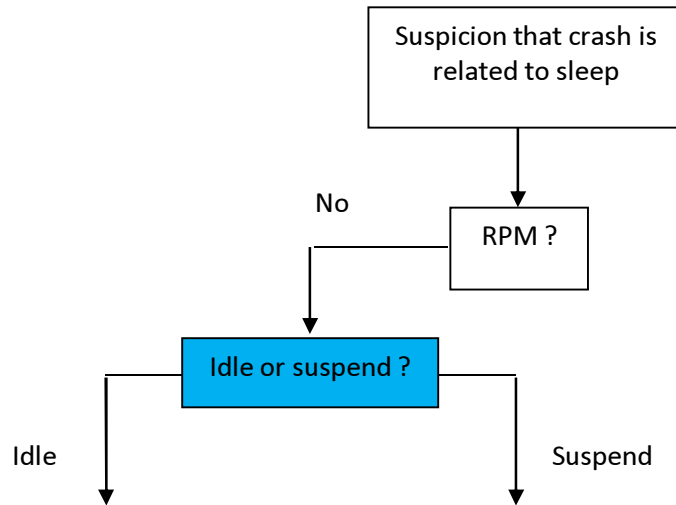 Suspicion that crash is
related to sleep
No
RPM ?
Idle or suspend ?
Idle
Suspend